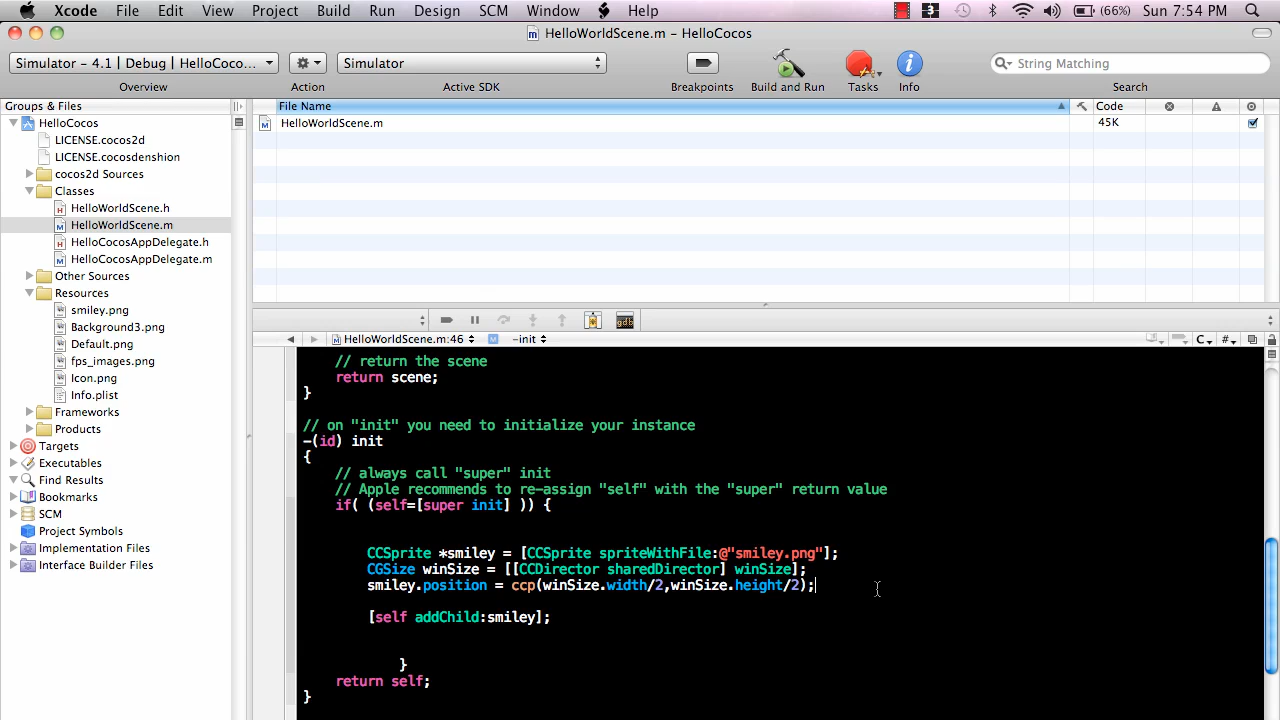 Xcode File Edit View Project Build Run Design SCM Window Help 3 (66%) Sun 7:54 PM
HelloWorldScene.m – HelloCocos
Simulator – 4.1 | Debug | HelloCoco... Simulator String Matching
Overview Action Active SDK Breakpoints Build and Run Tasks Info Search
Groups & Files File Name Code
HelloCocos HelloWorldScene.m 45K
LICENSE.cocos2d
LICENSE.cocosdenshion
cocos2d Sources
Classes
HelloWorldScene.h
HelloWorldScene.m
HelloCocosAppDelegate.h
HelloCocosAppDelegate.m
Other Sources
Resources
smiley.png
Background3.png
Default.png
fps_images.png
Icon.png
Info.plist
Frameworks
Products
Targets
Executables
Find Results
Bookmarks
SCM
Project Symbols
Implementation Files
Interface Builder Files
gdb
HelloWorldScene.m:46 -init C #
// return the scene
return scene;
}
// on "init" you need to initialize your instance
-(id) init
{
// always call "super" init
// Apple recommends to re-assign "self" with the "super" return value
if( (self=[super init] )) {
CCSprite *smiley = [CCSprite spriteWithFile:@"smiley.png"];
CGSize winSize = [[CCDirector sharedDirector] winSize];
smiley.position = ccp(winSize.width/2,winSize.height/2);
[self addChild:smiley];
}
return self;
}